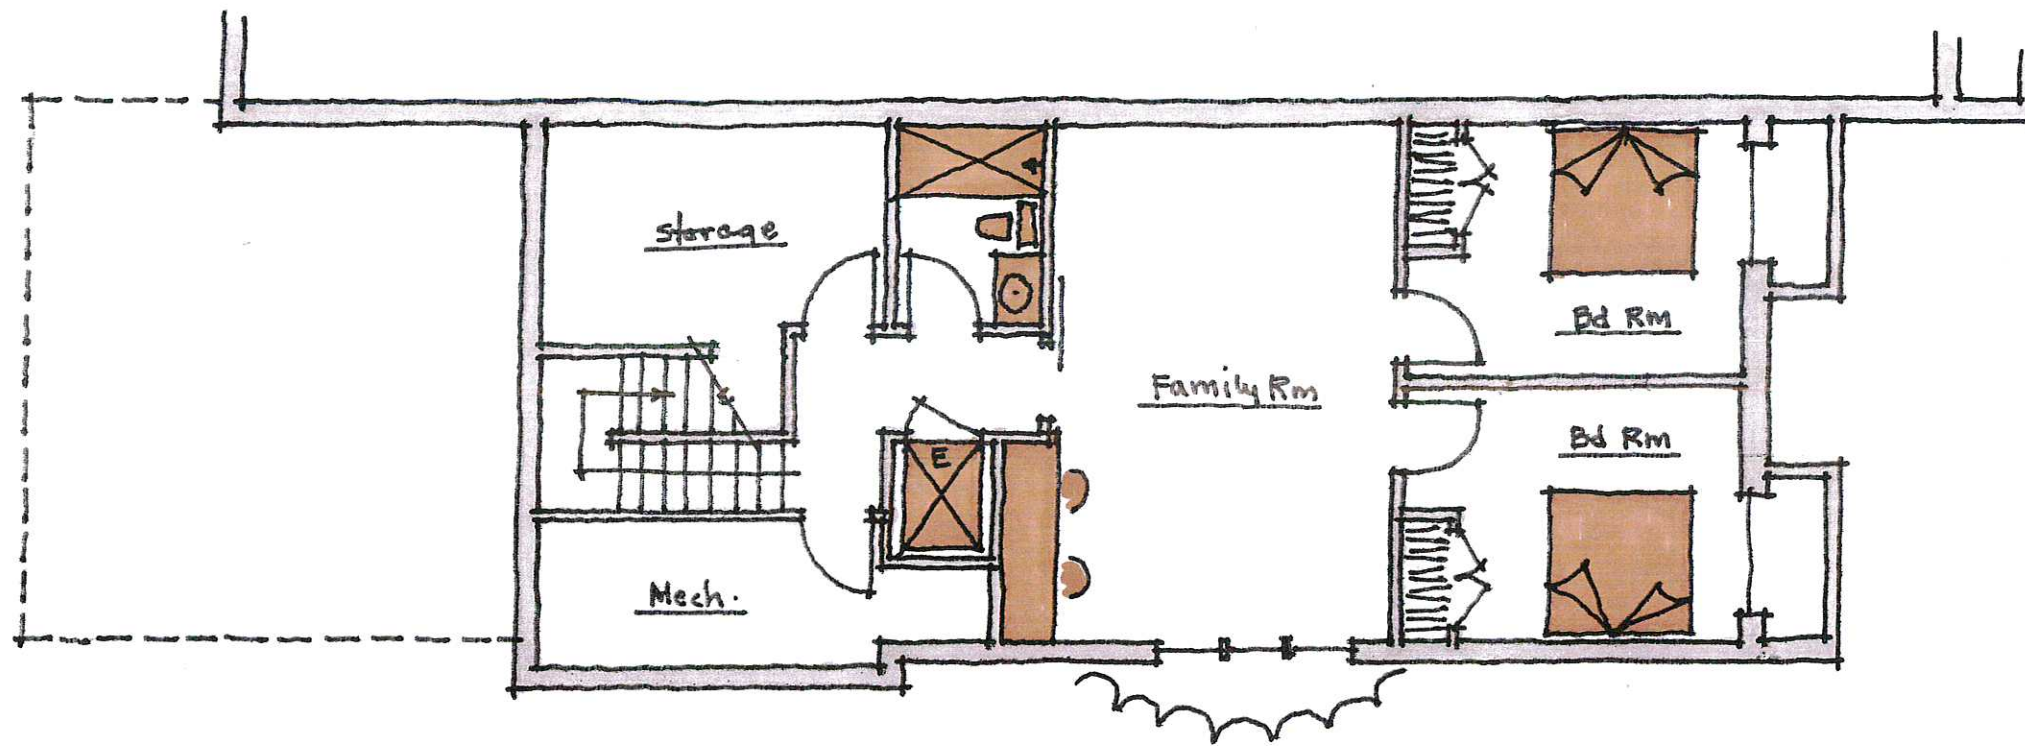 Storage
Bd Rm
Family Rm
Bd Rm
E
Mech.